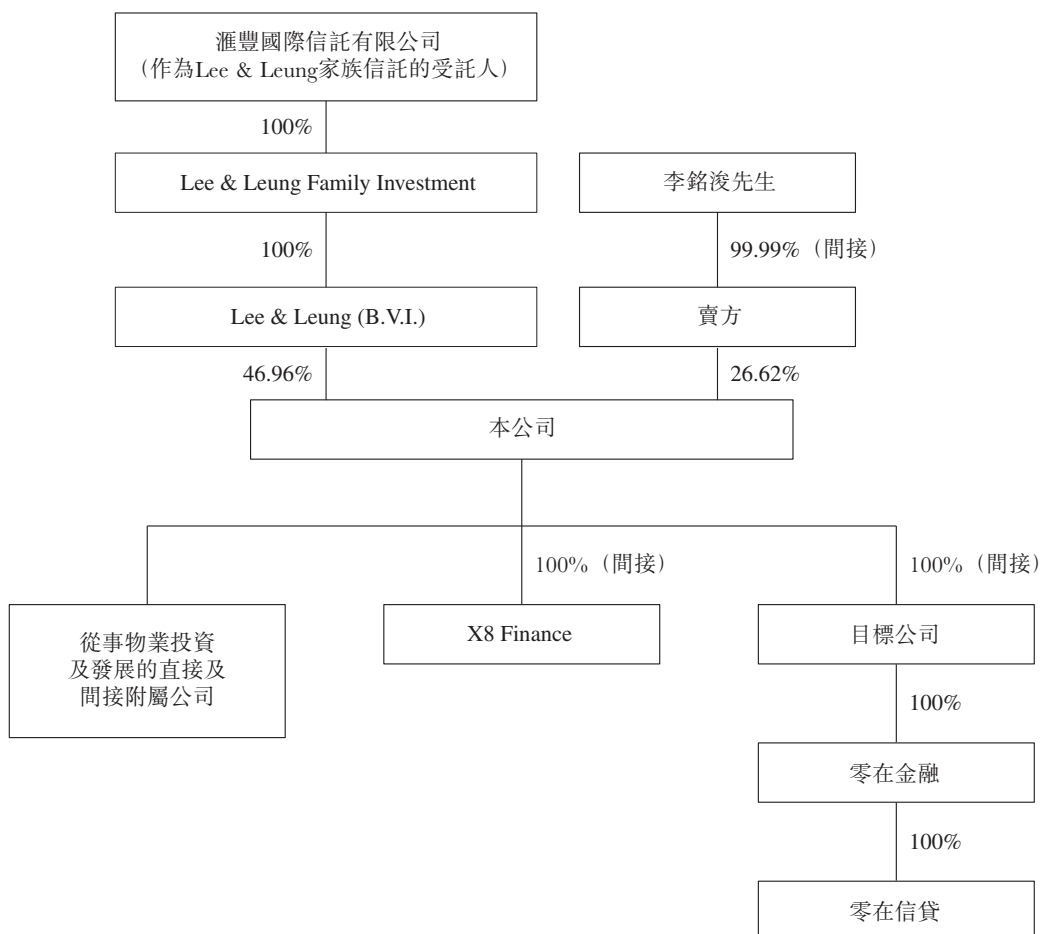 滙豐國際信託有限公司
（作為Lee & Leung家族信託的受託人）
100%
Lee & Leung Family Investment
李銘浚先生
100%
99.99%（間接）
Lee & Leung (B.V.I.)
賣方
46.96%
26.62%
本公司
100%（間接）
100%（間接）
從事物業投資
及發展的直接及
間接附屬公司
X8 Finance
目標公司
100%
零在金融
100%
零在信貸